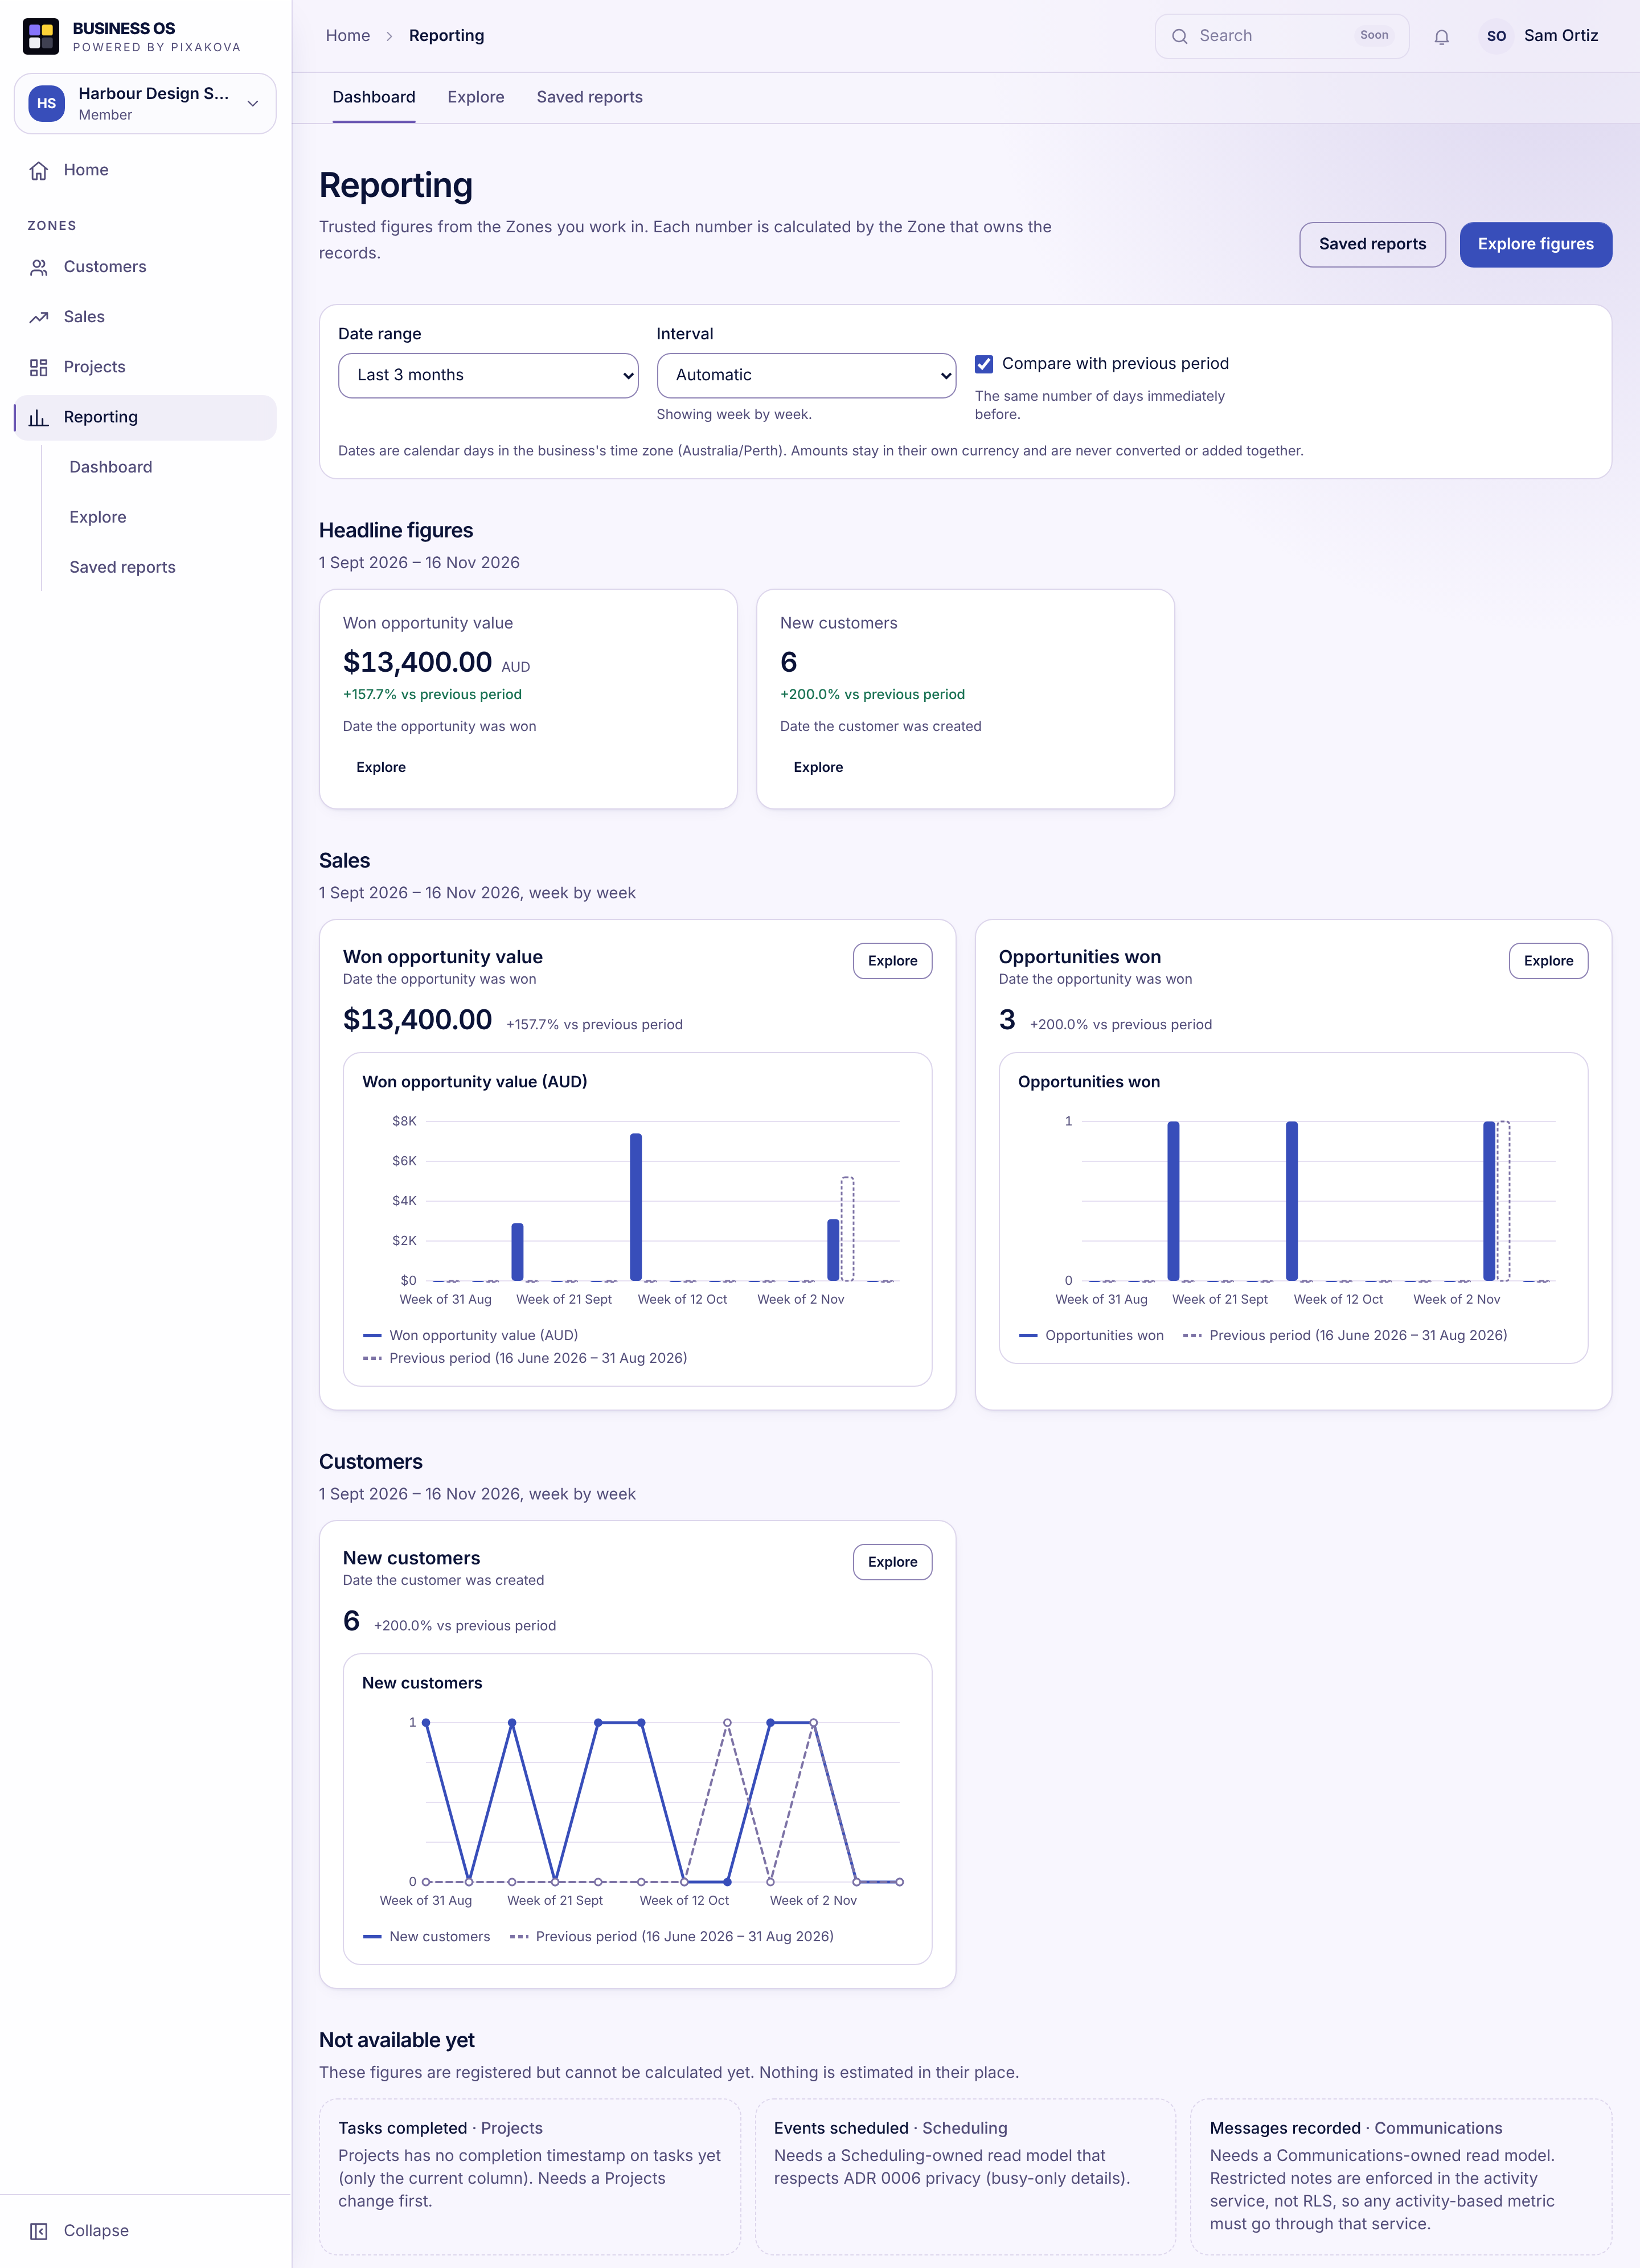 BUSINESS OS
POWERED BY PIXAKOVA
HS
Harbour Design S...
Member
Home
ZONES
Customers
Sales
Projects
Reporting
Dashboard
Explore
Saved reports
Collapse
Home
Reporting
Search
Soon
SO
Sam Ortiz
Dashboard
Explore
Saved reports
Reporting
Trusted figures from the Zones you work in. Each number is calculated by the Zone that owns the
records.
Saved reports
Explore figures
Date range
Last 3 months
Interval
Automatic
Showing week by week.
Compare with previous period
The same number of days immediately
before.
Dates are calendar days in the business's time zone (Australia/Perth). Amounts stay in their own currency and are never converted or added together.
Headline figures
1 Sept 2026 – 16 Nov 2026
Won opportunity value
$13,400.00 AUD
+157.7% vs previous period
Date the opportunity was won
Explore
New customers
6
+200.0% vs previous period
Date the customer was created
Explore
Sales
1 Sept 2026 – 16 Nov 2026, week by week
Won opportunity value
Date the opportunity was won
Explore
$13,400.00 +157.7% vs previous period
Won opportunity value (AUD)
$8K
$6K
$4K
$2K
$0
Week of 31 Aug Week of 21 Sept Week of 12 Oct Week of 2 Nov
Won opportunity value (AUD)
Previous period (16 June 2026 – 31 Aug 2026)
Opportunities won
Date the opportunity was won
Explore
3 +200.0% vs previous period
Opportunities won
1
0
Week of 31 Aug Week of 21 Sept Week of 12 Oct Week of 2 Nov
Opportunities won Previous period (16 June 2026 – 31 Aug 2026)
Customers
1 Sept 2026 – 16 Nov 2026, week by week
New customers
Date the customer was created
Explore
6 +200.0% vs previous period
New customers
1
0
Week of 31 Aug Week of 21 Sept Week of 12 Oct Week of 2 Nov
New customers Previous period (16 June 2026 – 31 Aug 2026)
Not available yet
These figures are registered but cannot be calculated yet. Nothing is estimated in their place.
Tasks completed · Projects
Projects has no completion timestamp on tasks yet
(only the current column). Needs a Projects
change first.
Events scheduled · Scheduling
Needs a Scheduling-owned read model that
respects ADR 0006 privacy (busy-only details).
Messages recorded · Communications
Needs a Communications-owned read model.
Restricted notes are enforced in the activity
service, not RLS, so any activity-based metric
must go through that service.